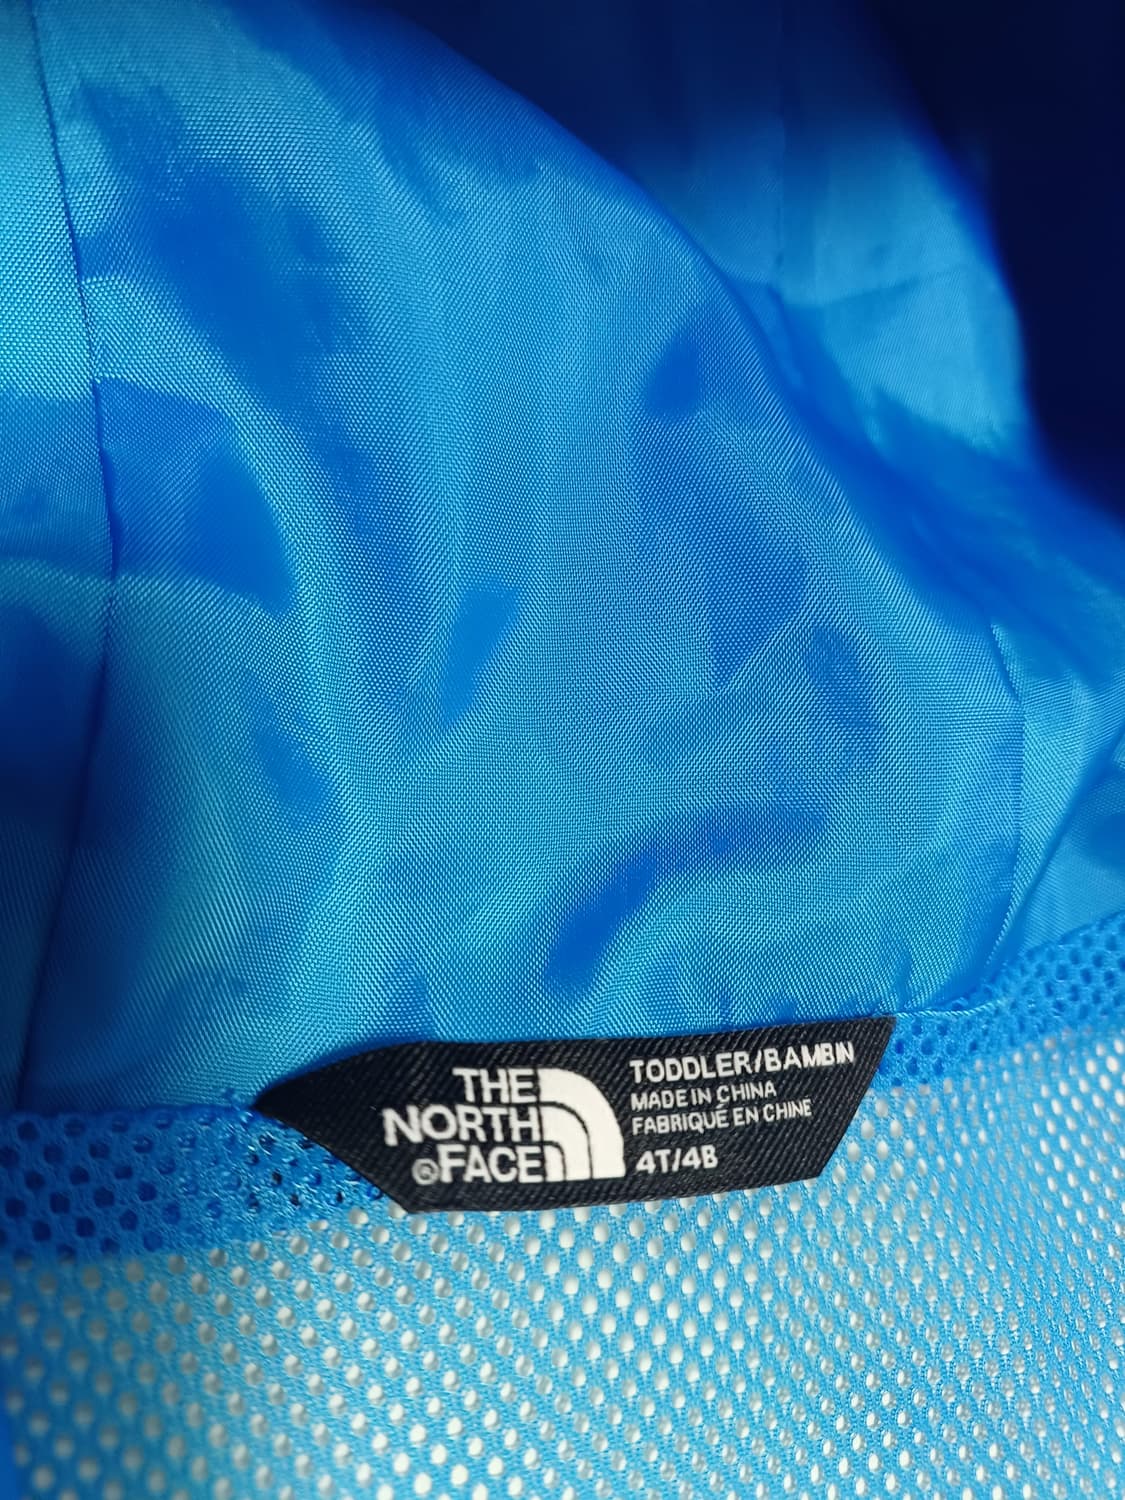 THE
NORTH
®FACE
TODDLER/BAMBIN
MADE IN CHINA
FABRIQUÉ EN CHINE
4T/4B